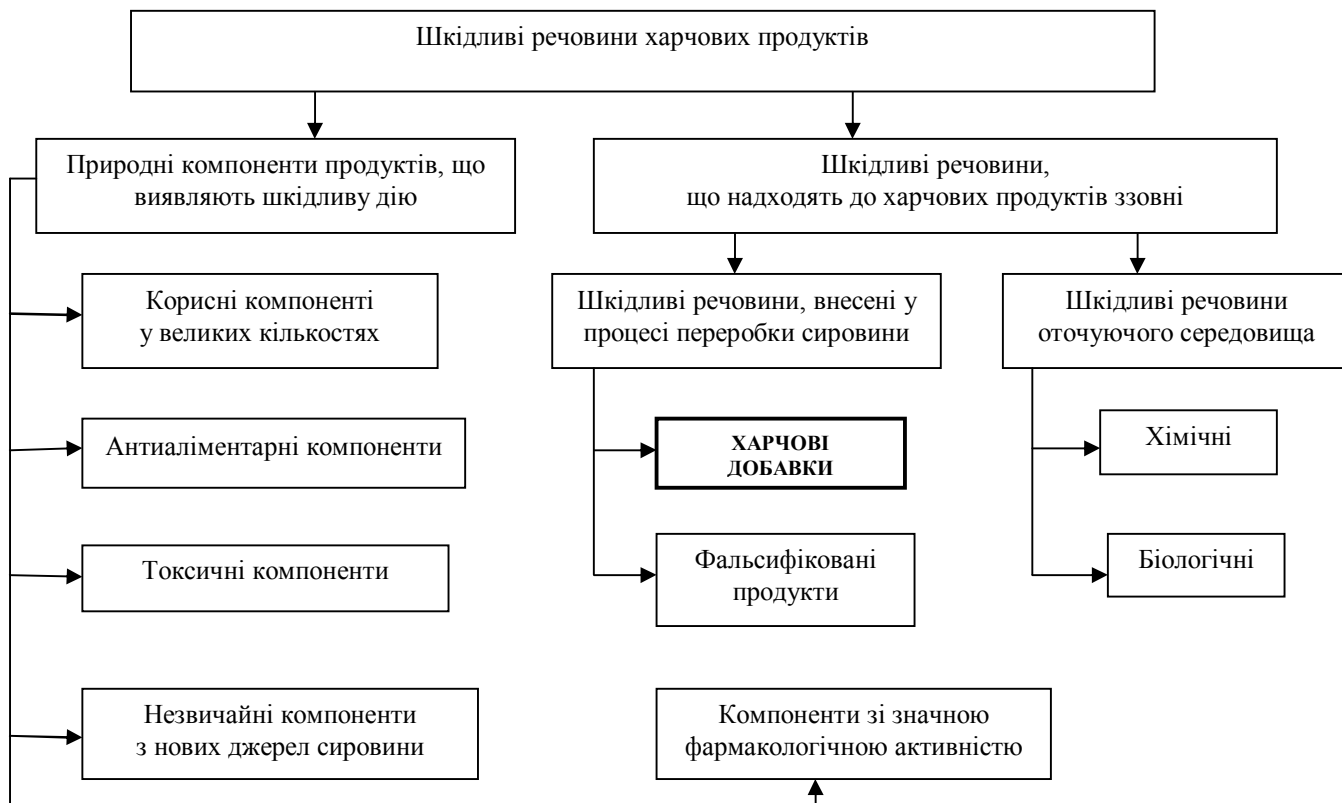 Шкідливі речовини харчових продуктів
Природні компоненти продуктів, що
виявляють шкідливу дію
Шкідливі речовини,
що надходять до харчових продуктів ззовні
Корисні компоненті
у великих кількостях
Шкідливі речовини, внесені у
процесі переробки сировини
Шкідливі речовини
оточуючого середовища
Антиаліментарні компоненти
ХАРЧОВІ
ДОБАВКИ
Хімічні
Токсичні компоненти
Фальсифіковані
продукти
Біологічні
Незвичайні компоненти
з нових джерел сировини
Компоненти зі значною
фармакологічною активністю